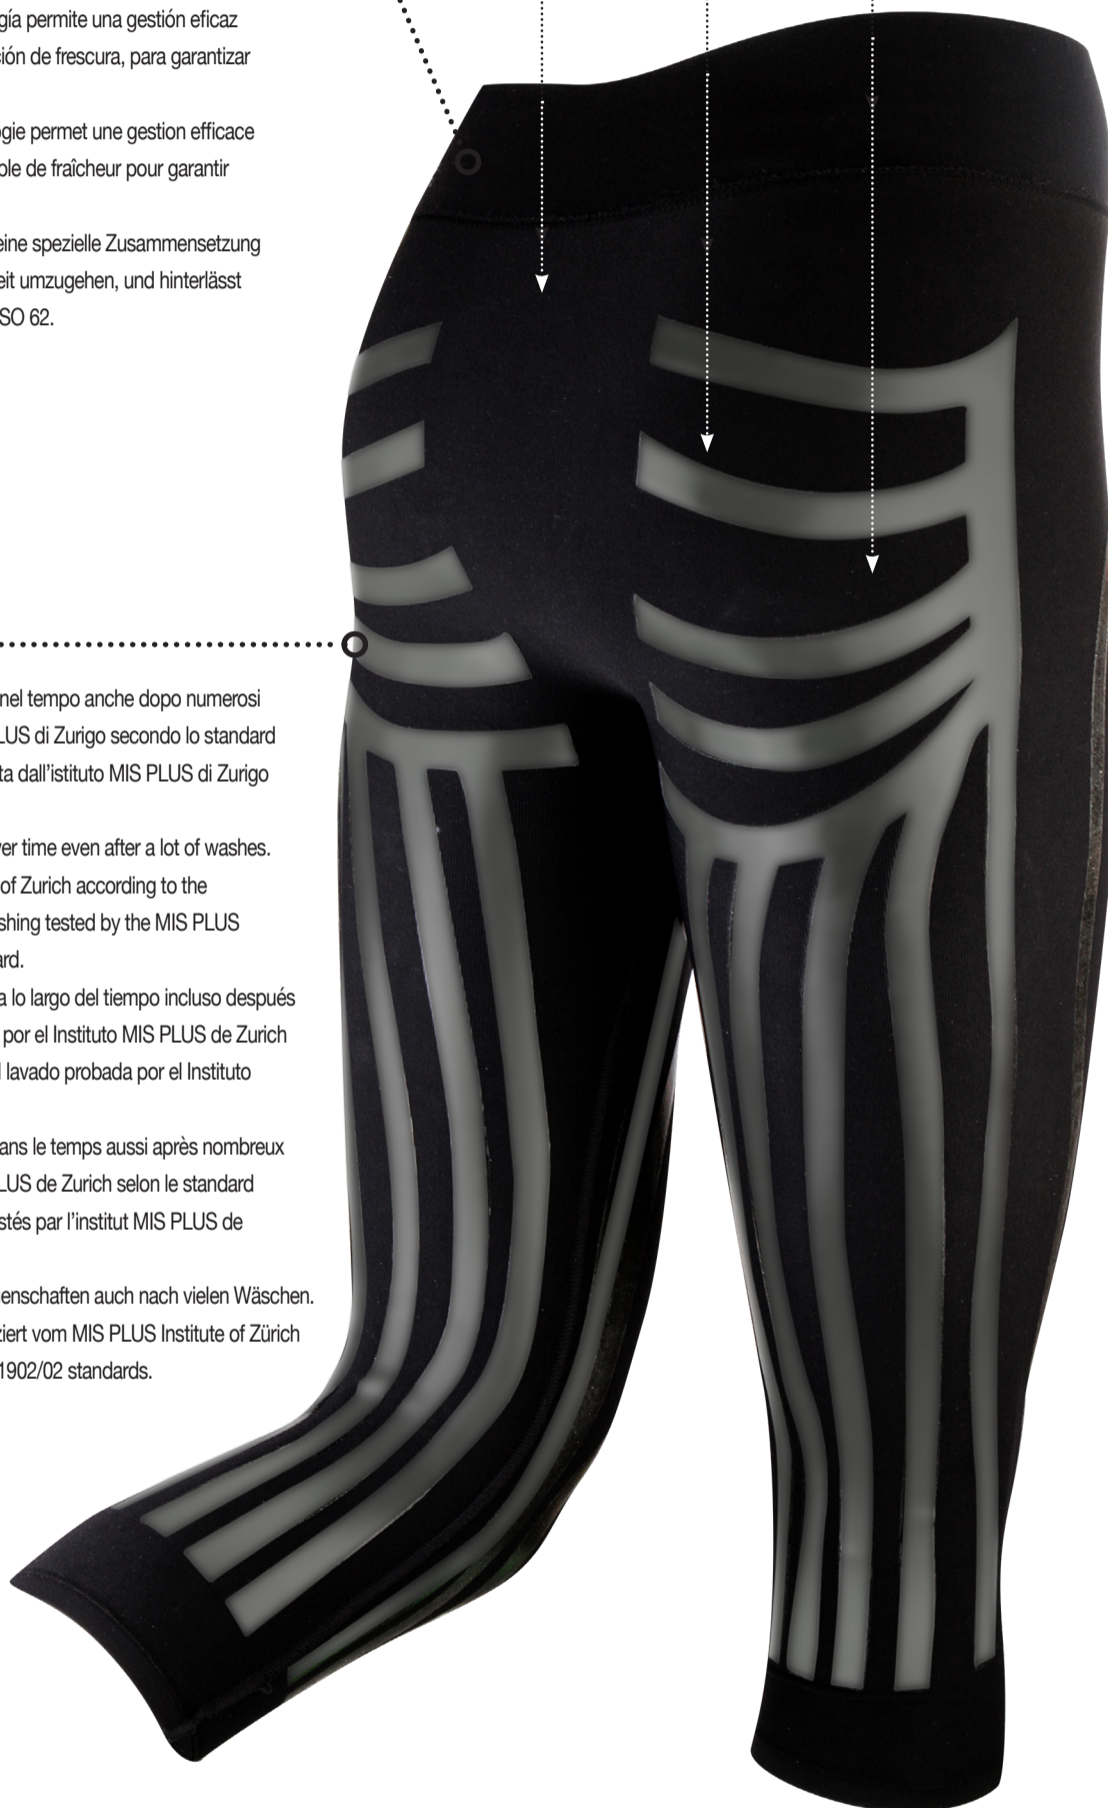 gía permite una gestión eficaz
ción de frescura, para garantizar
ogie permet une gestion efficace
ble de fraîcheur pour garantir
eine spezielle Zusammensetzung
eit umzugehen, und hinterlässt
SO 62.
nel tempo anche dopo numerosi
LUS di Zurigo secondo lo standard
ta dall'istituto MIS PLUS di Zurigo
ver time even after a lot of washes.
of Zurich according to the
shing tested by the MIS PLUS
ard.
a lo largo del tiempo incluso después
por el Instituto MIS PLUS de Zurich
l lavado probada por el Instituto
ans le temps aussi après nombreux
LUS de Zurich selon le standard
stés par l'institut MIS PLUS de
enschaften auch nach vielen Wäschen.
ziert vom MIS PLUS Institute of Zürich
1902/02 standards.